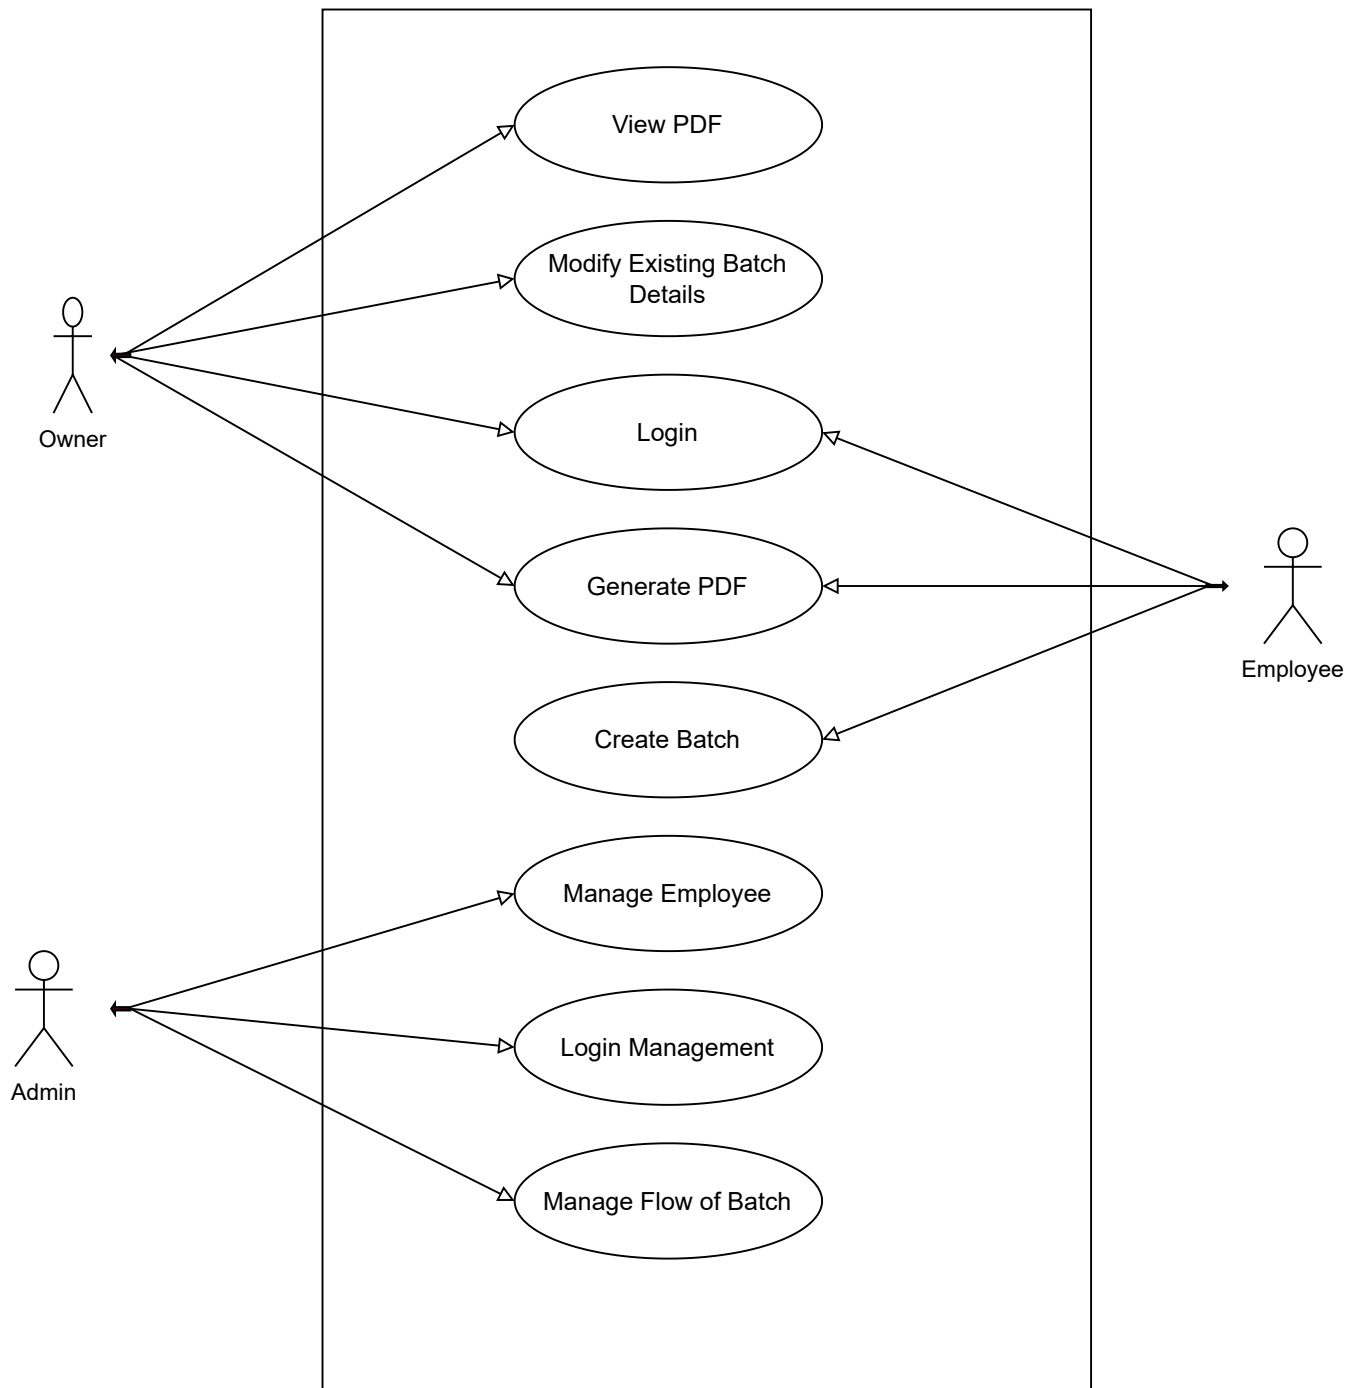 View PDF
Modify Existing Batch
Details
Owner
Login
Generate PDF
Employee
Create Batch
Manage Employee
Admin
Login Management
Manage Flow of Batch